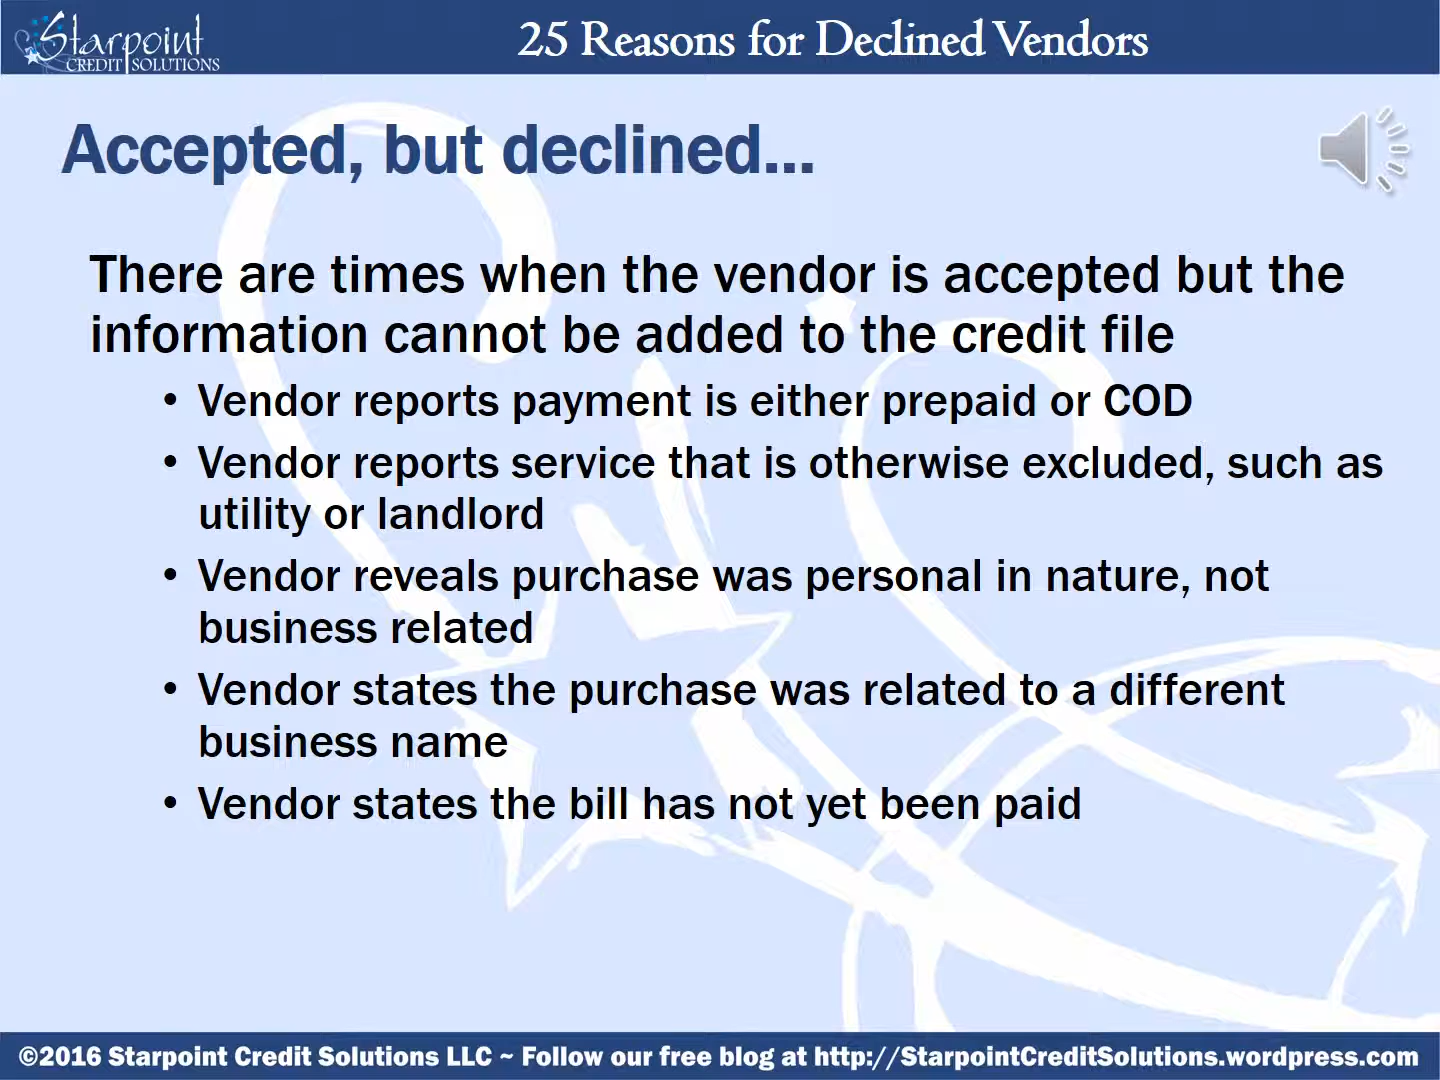 Starpoint
CREDIT SOLUTIONS
25 Reasons for Declined Vendors
Accepted, but declined...
There are times when the vendor is accepted but the
information cannot be added to the credit file
• Vendor reports payment is either prepaid or COD
• Vendor reports service that is otherwise excluded, such as
utility or landlord
• Vendor reveals purchase was personal in nature, not
business related
• Vendor states the purchase was related to a different
business name
• Vendor states the bill has not yet been paid
©2016 Starpoint Credit Solutions LLC ~ Follow our free blog at http://StarpointCreditSolutions.wordpress.com